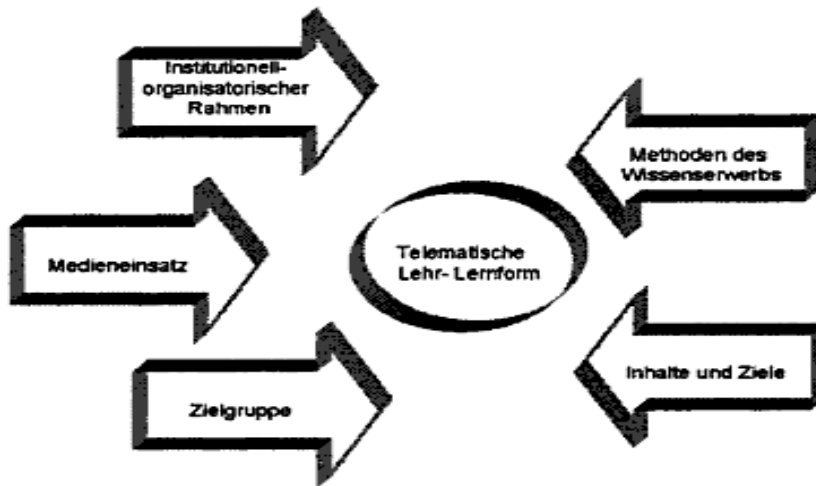 Institutionell-
organisatorischer
Rahmen
Methoden des
Wissenserwerbs
Medieneinsatz
Telematische
Lehr- Lernform
Zielgruppe
Inhalte und Ziele